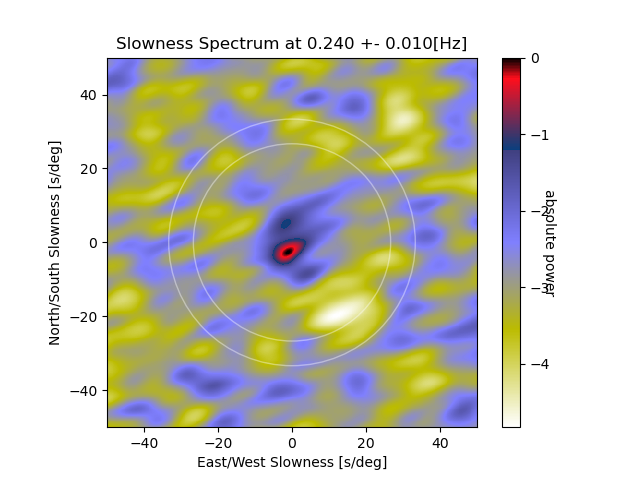 Slowness Spectrum at 0.240 +- 0.010[Hz]
40
20
0
−20
−40
North/South Slowness [s/deg]
−40 −20 0 20 40
East/West Slowness [s/deg]
0
−1
−2
−3
−4
absolute power